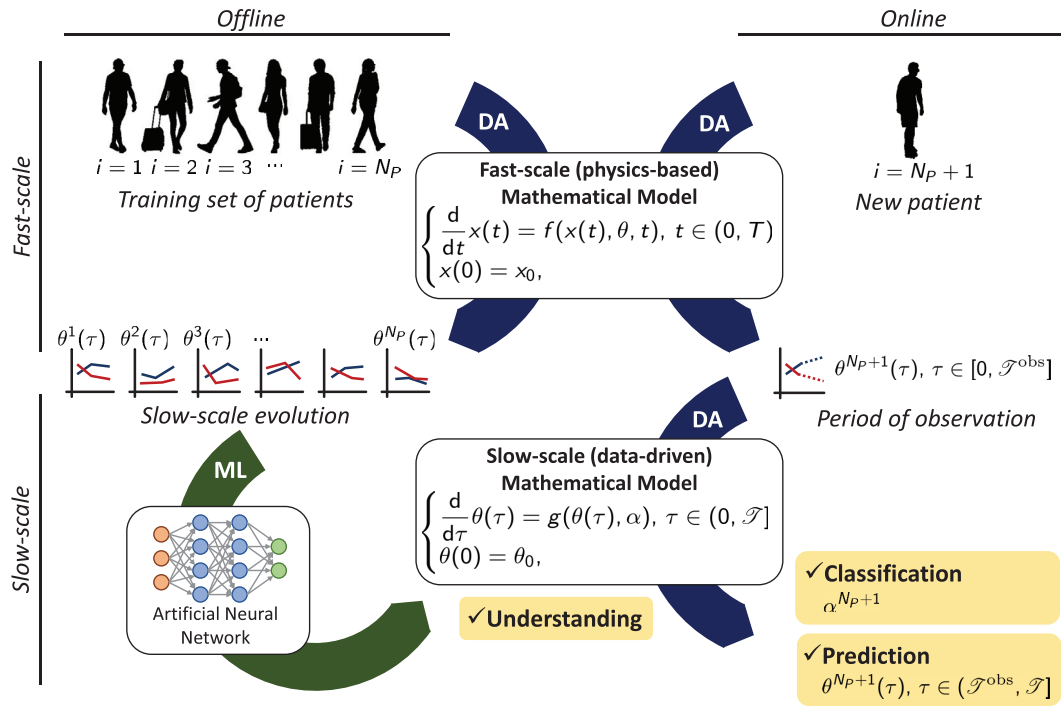 Offline
Online
Fast-scale
i = 1 i = 2 i = 3 ... i = N_P
Training set of patients
DA
DA
Fast-scale (physics-based)
Mathematical Model
d/dt x(t) = f(x(t), θ, t), t ∈ (0, T)
x(0) = x_0,
i = N_P + 1
New patient
θ^1(τ) θ^2(τ) θ^3(τ) ... θ^{N_P}(τ)
Slow-scale evolution
θ^{N_P+1}(τ), τ ∈ [0, 𝒯^obs]
Period of observation
Slow-scale
ML
DA
Artificial Neural
Network
Slow-scale (data-driven)
Mathematical Model
d/dτ θ(τ) = g(θ(τ), α), τ ∈ (0, 𝒯]
θ(0) = θ_0,
✓Understanding
✓Classification
α^{N_P+1}
✓Prediction
θ^{N_P+1}(τ), τ ∈ (𝒯^obs, 𝒯]